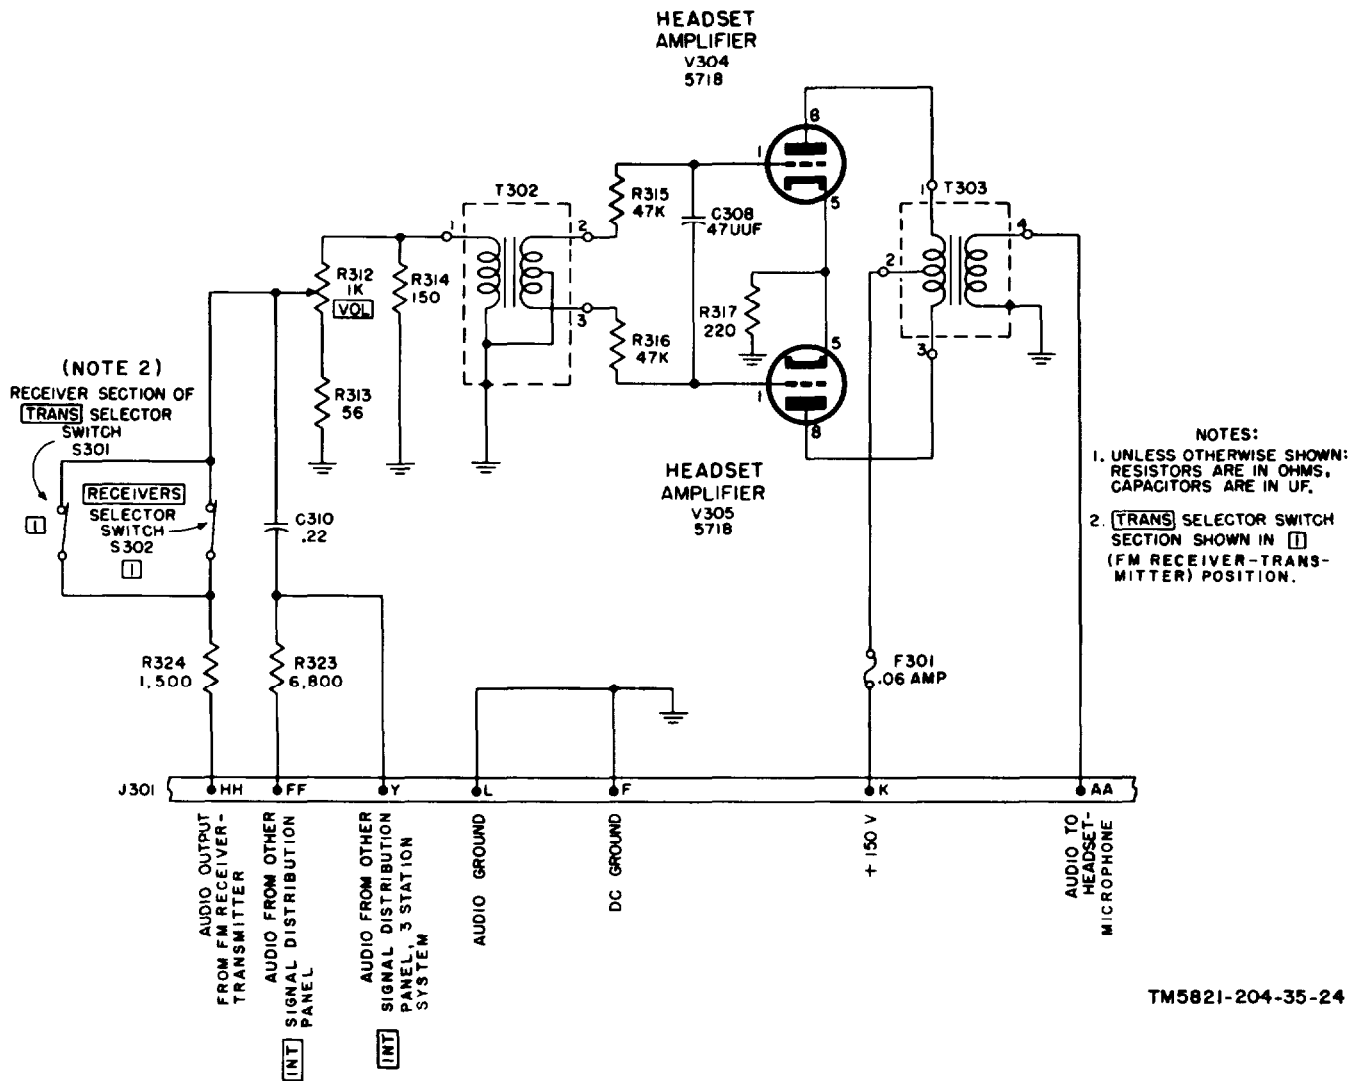 HEADSET
AMPLIFIER
V304
5718
8
1
5
T302
1
2
3
R315
47K
C308
47UUF
1
T303
4
2
3
R312
1K
VOL
R314
150
R317
220
R316
47K
5
1
8
(NOTE 2)
RECEIVER SECTION OF
TRANS SELECTOR
SWITCH
S301
R313
56
HEADSET
AMPLIFIER
V305
5718
NOTES:
1. UNLESS OTHERWISE SHOWN:
RESISTORS ARE IN OHMS,
CAPACITORS ARE IN UF.
2. TRANS SELECTOR SWITCH
SECTION SHOWN IN 1
(FM RECEIVER-TRANS-
MITTER) POSITION.
RECEIVERS
SELECTOR
SWITCH
S302
1
1
C310
.22
R324
1,500
R323
6,800
F301
.06 AMP
J301
HH
FF
Y
L
F
K
AA
AUDIO OUTPUT
FROM FM RECEIVER-
TRANSMITTER
AUDIO FROM OTHER
INT SIGNAL DISTRIBUTION
PANEL
AUDIO FROM OTHER
INT SIGNAL DISTRIBUTION
PANEL, 3 STATION
SYSTEM
AUDIO GROUND
DC GROUND
+150 V
AUDIO TO
HEADSET-
MICROPHONE
TM5821-204-35-24